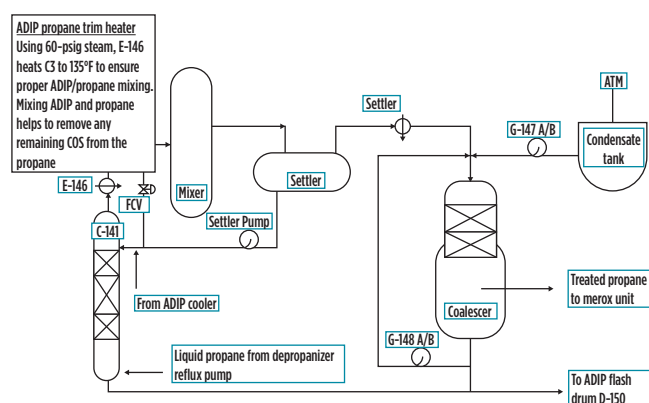 ADIP propane trim heater
Using 60-psig steam, E-146
heats C3 to 135°F to ensure
proper ADIP/propane mixing.
Mixing ADIP and propane
helps to remove any
remaining COS from the
propane
E-146
FCV
C-141
Mixer
Settler
Settler Pump
Settler
G-147 A/B
ATM
Condensate
tank
From ADIP cooler
Liquid propane from depropanizer
reflux pump
Coalescer
G-148 A/B
Treated propane
to merox unit
To ADIP flash
drum D-150